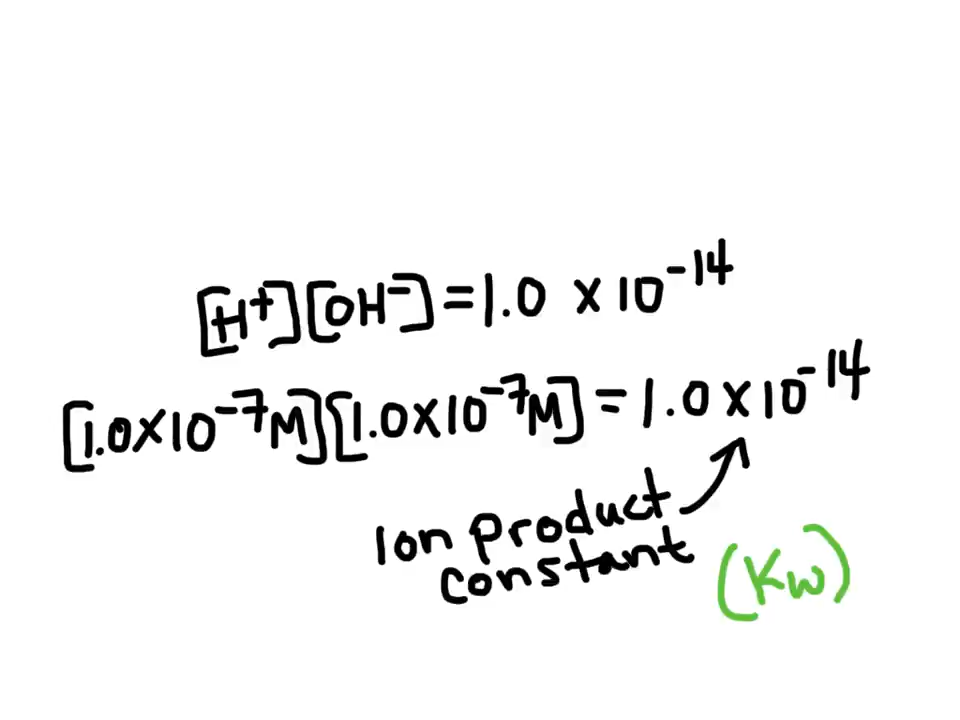 [H⁺][OH⁻]=1.0 x 10⁻¹⁴
[1.0x10⁻⁷M][1.0x10⁻⁷M] = 1.0 x 10⁻¹⁴
Ion product
constant
(Kw)